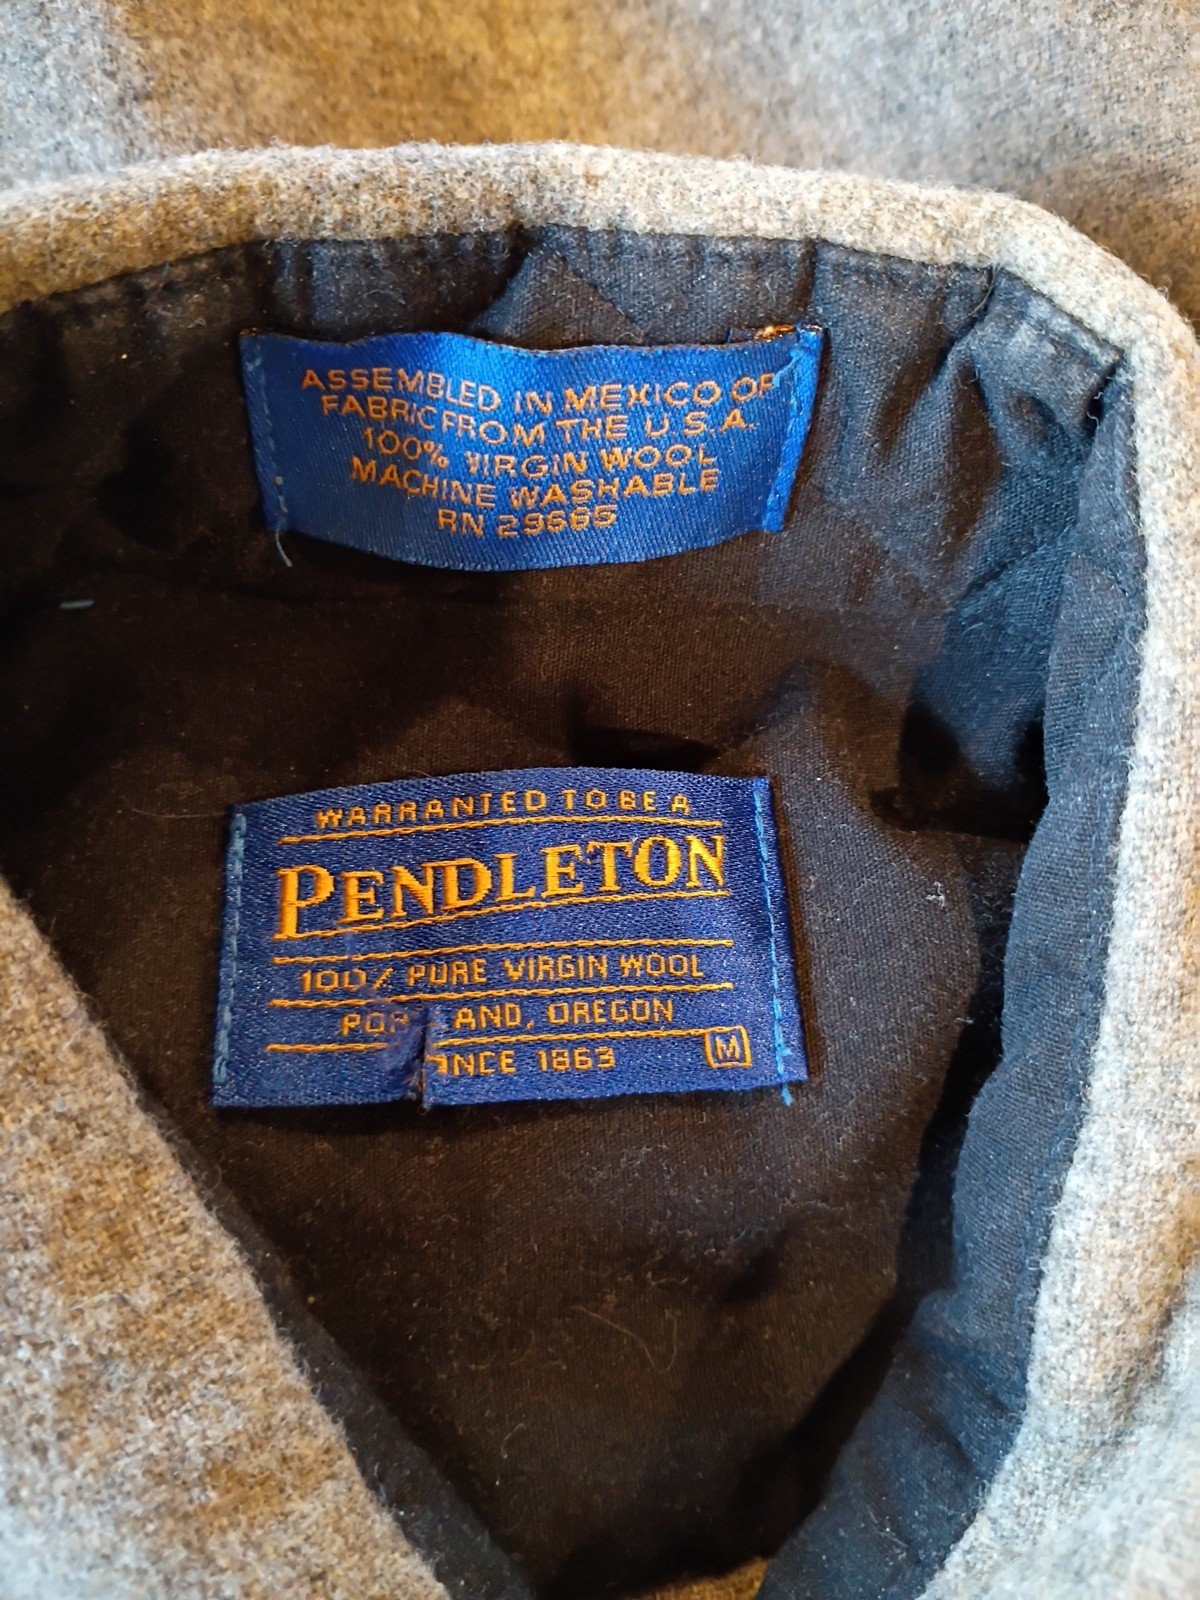 ASSEMBLED IN MEXICO OF
FABRIC FROM THE U.S.A.
100% VIRGIN WOOL
MACHINE WASHABLE
RN 29685
WARRANTED TO BE A
PENDLETON
100% PURE VIRGIN WOOL
AND, OREGON
1863
M